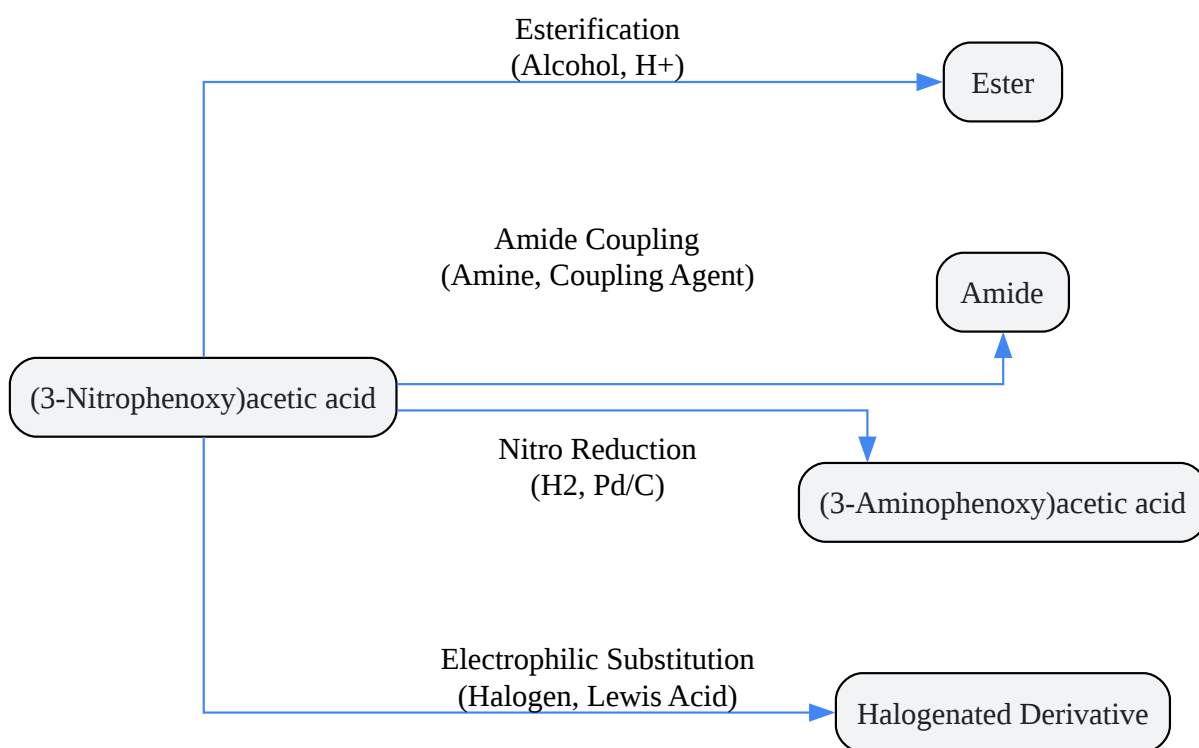 Esterification
(Alcohol, H+)
Ester
Amide Coupling
(Amine, Coupling Agent)
Amide
(3-Nitrophenoxy)acetic acid
Nitro Reduction
(H2, Pd/C)
(3-Aminophenoxy)acetic acid
Electrophilic Substitution
(Halogen, Lewis Acid)
Halogenated Derivative